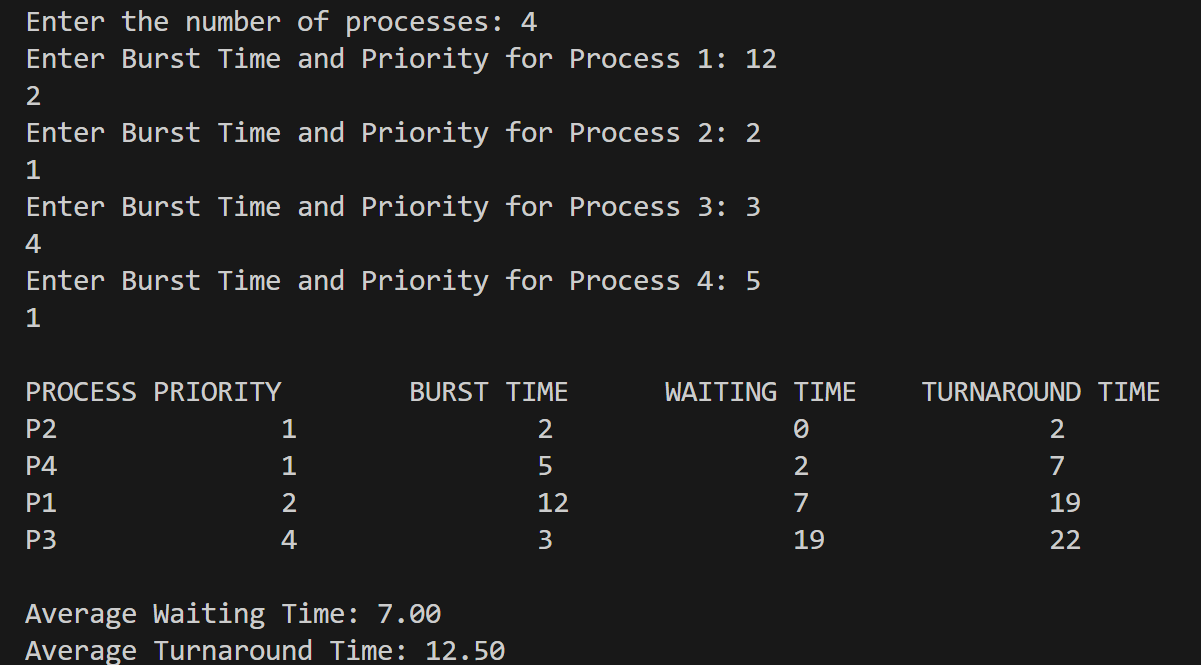 Enter the number of processes: 4
Enter Burst Time and Priority for Process 1: 12
2
Enter Burst Time and Priority for Process 2: 2
1
Enter Burst Time and Priority for Process 3: 3
4
Enter Burst Time and Priority for Process 4: 5
1
PROCESS PRIORITY        BURST TIME      WAITING TIME    TURNAROUND TIME
P2              1               2               0               2
P4              1               5               2               7
P1              2               12              7               19
P3              4               3               19              22
Average Waiting Time: 7.00
Average Turnaround Time: 12.50